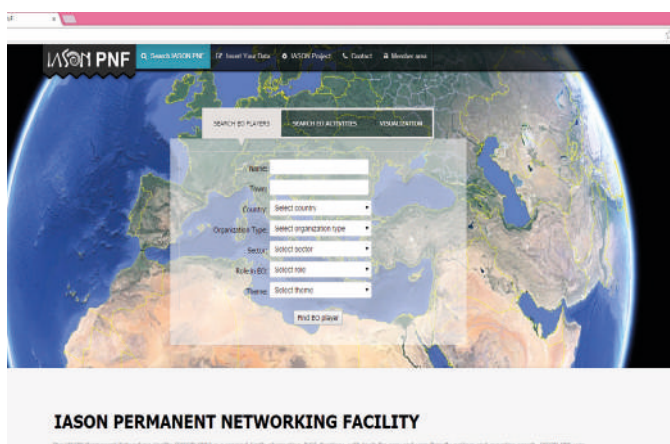 IASON PNF
Search IASON PNF Insert Your Data IASON Project Contact Member area
SEARCH EO PLAYERS SEARCH EO ACTIVITIES VISUALIZATION
Name:
Town:
Country: Select country
Organization Type: Select organization type
Sector: Select sector
Role in EO: Select role
Theme: Select theme
Find EO player
IASON PERMANENT NETWORKING FACILITY